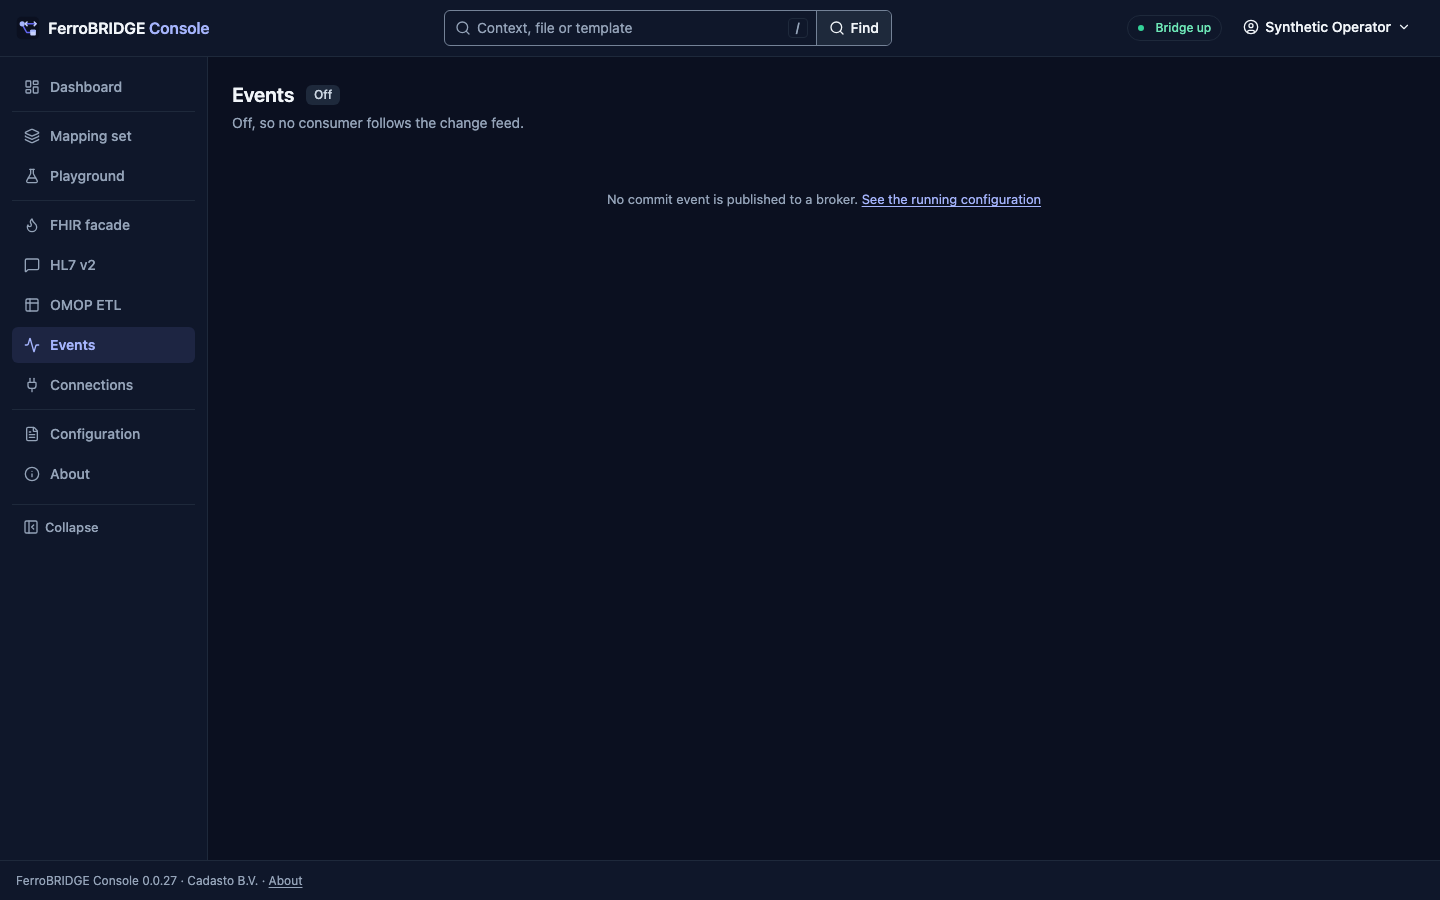 FerroBRIDGE Console
Context, file or template
/
Find
Bridge up
Synthetic Operator
Dashboard
Mapping set
Playground
FHIR facade
HL7 v2
OMOP ETL
Events
Connections
Configuration
About
Collapse
Events Off
Off, so no consumer follows the change feed.
No commit event is published to a broker. See the running configuration
FerroBRIDGE Console 0.0.27 · Cadasto B.V. · About